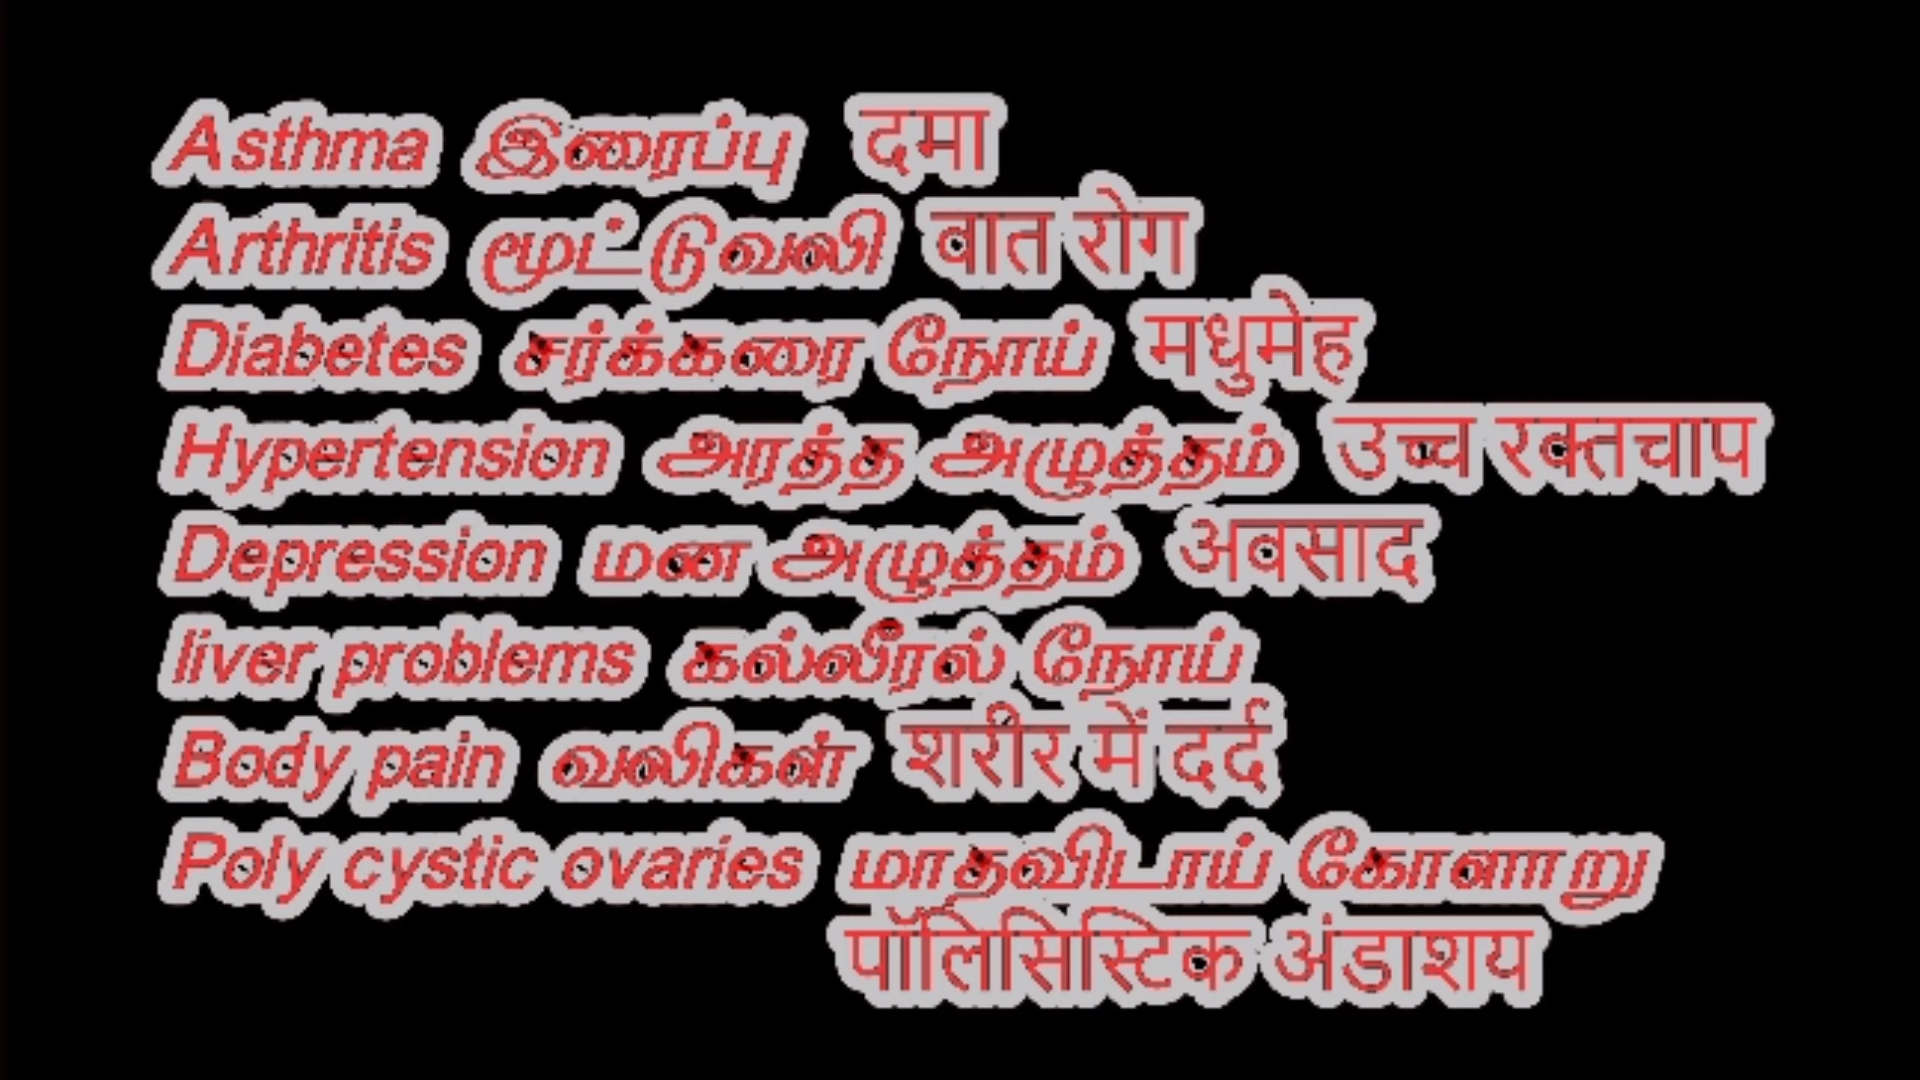 Asthma இரைப்பு दमा
Arthritis மூட்டுவலி वात रोग
Diabetes சர்க்கரை நோய் मधुमेह
Hypertension அரத்த அழுத்தம் उच्च रक्तचाप
Depression மன அழுத்தம் अवसाद
liver problems கல்லீரல் நோய்
Body pain வலிகள் शरीर में दर्द
Poly cystic ovaries மாதவிடாய் கோளாறு
पॉलिसिस्टिक अंडाशय